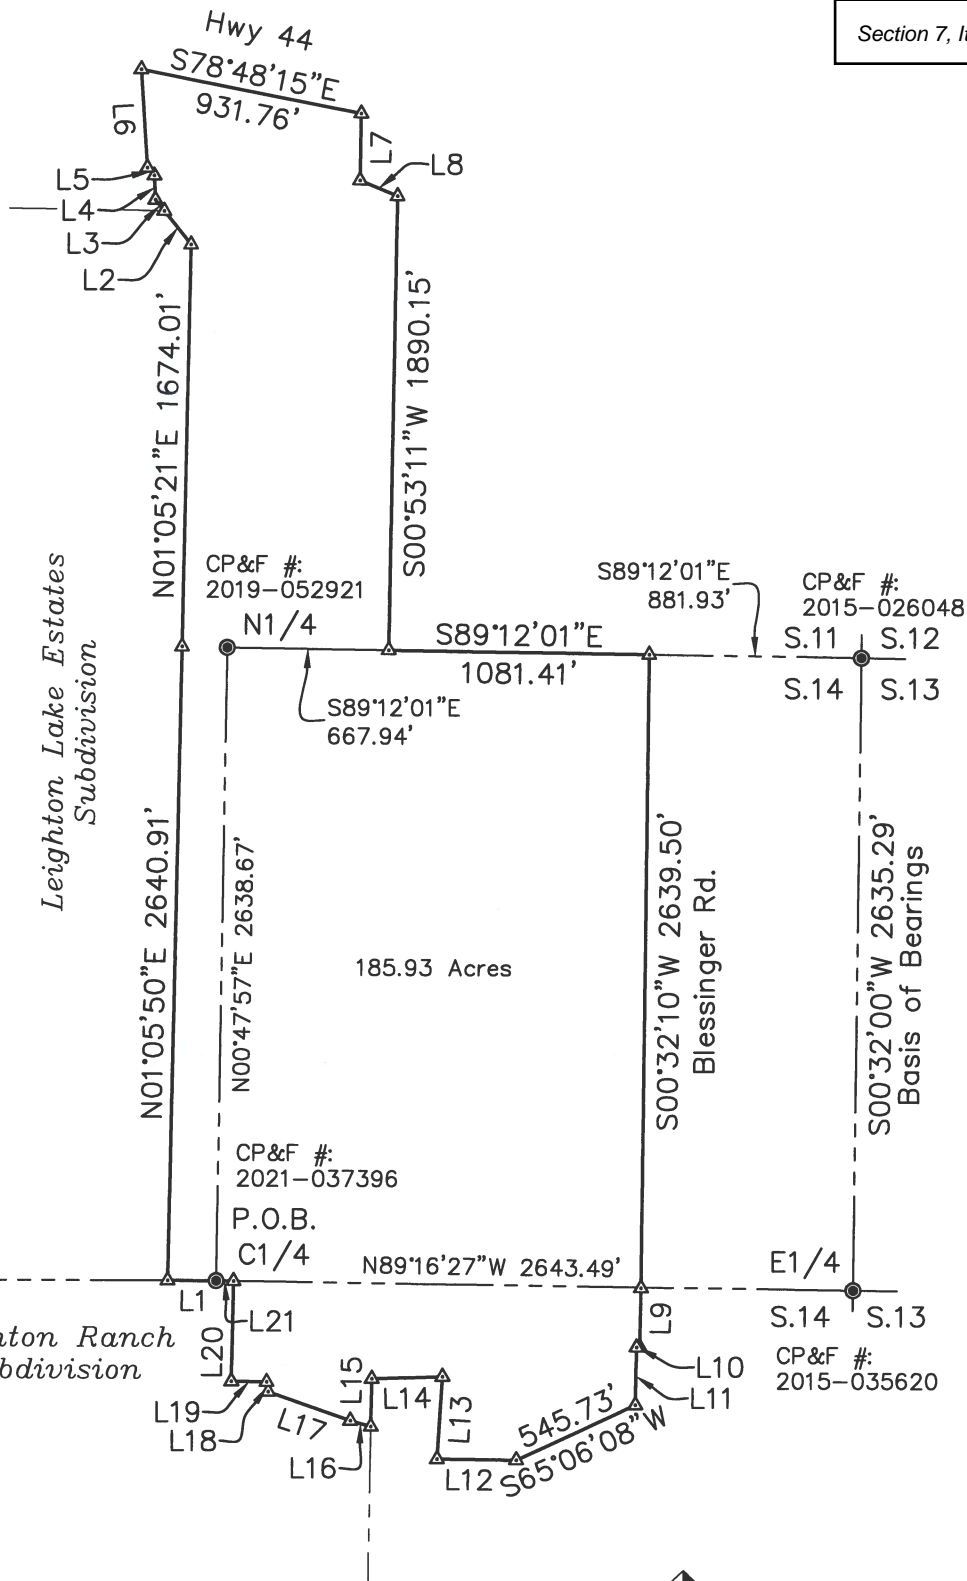 Section 7, It
Hwy 44
S78°48'15"E
931.76'
L6
L7
L8
L5
L4
L3
L2
N01°05'21"E 1674.01'
S00°53'11"W 1890.15'
Leighton Lake Estates
Subdivision
CP&F #:
2019-052921
N1/4
S89°12'01"E
667.94'
S89°12'01"E
1081.41'
S89°12'01"E
881.93'
CP&F #:
2015-026048
S.11 S.12
S.14 S.13
N01°05'50"E 2640.91'
N00°47'57"E 2638.67'
185.93 Acres
S00°32'10"W 2639.50'
Blessinger Rd.
S00°32'00"W 2635.29'
Basis of Bearings
CP&F #:
2021-037396
P.O.B.
C1/4
N89°16'27"W 2643.49'
E1/4
S.14 S.13
CP&F #:
2015-035620
L1
L21
nton Ranch
bdivision
L20
L19
L18
L17
L16
L15
L14
L13
L12
545.73'
S65°06'08"W
L9
L10
L11